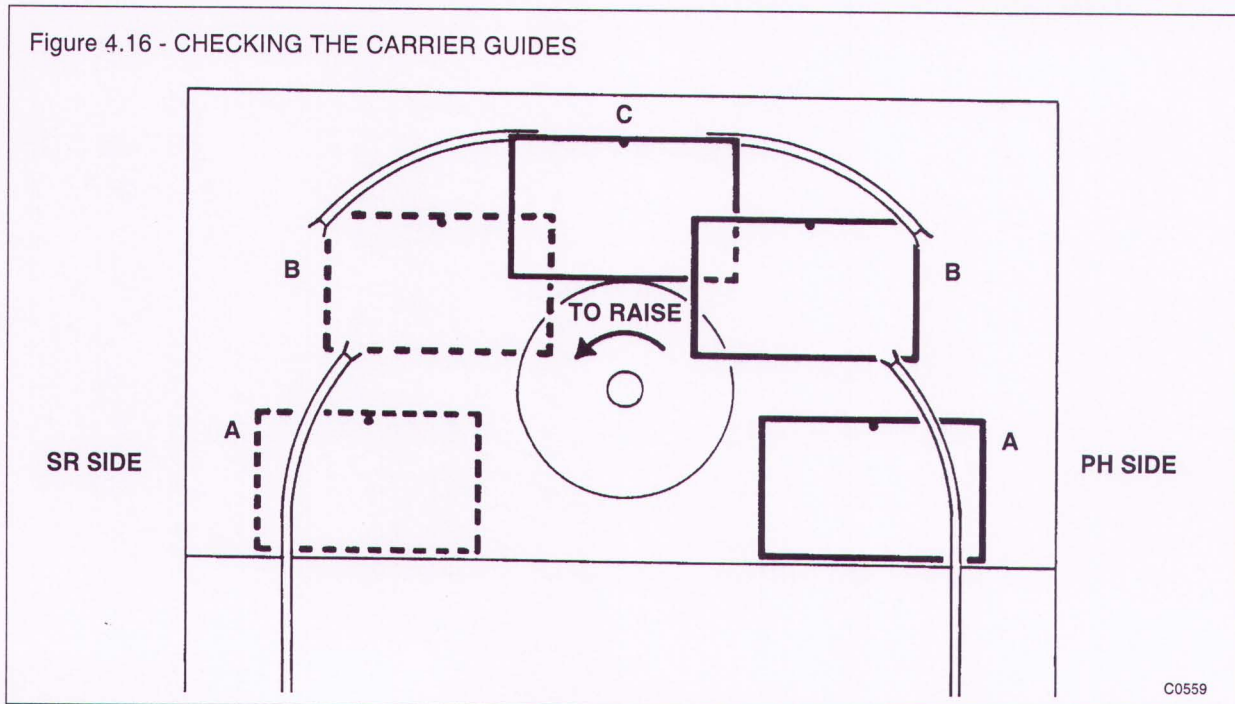 Figure 4.16 - CHECKING THE CARRIER GUIDES
C
B
B
TO RAISE
A
A
SR SIDE
PH SIDE
C0559